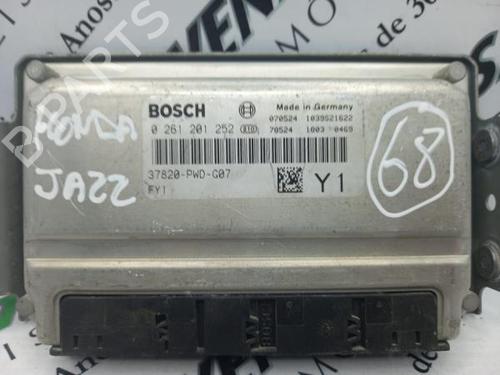 BOSCH
Made in Germany
070524 1039S21622
0 261 201 252
70524 1003 0469
37820-PWD-G07
FY1
Y1
HONDA
JAZZ
68
B-PARTS